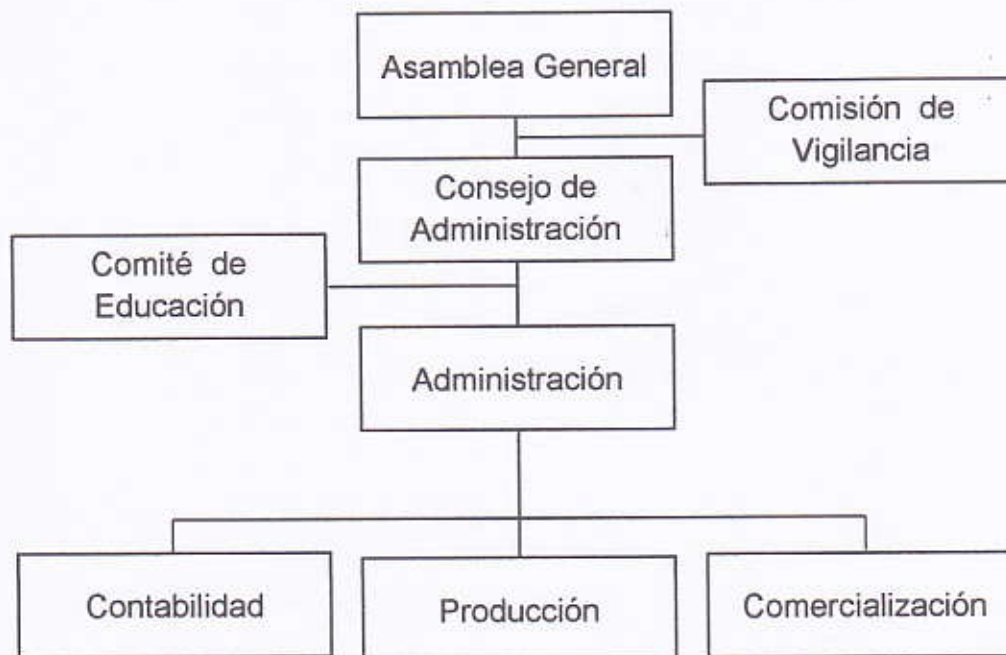 Asamblea General
Comisión de
Vigilancia
Consejo de
Administración
Comité de
Educación
Administración
Contabilidad
Producción
Comercialización